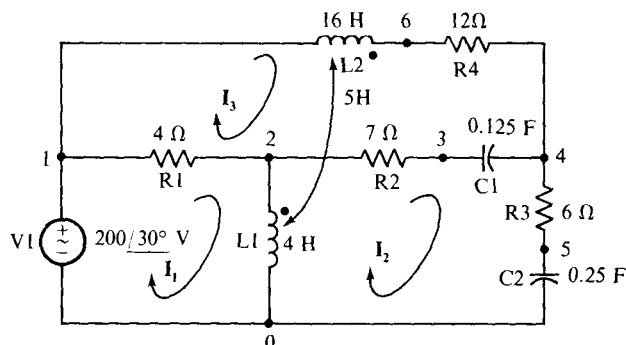 16 H
6
12Ω
L2
R4
I3
5H
4 Ω
2
7 Ω
3
0.125 F
1
R1
R2
C1
4
V1
200/30° V
L1
4 H
R3
6 Ω
I1
I2
5
C2
0.25 F
0